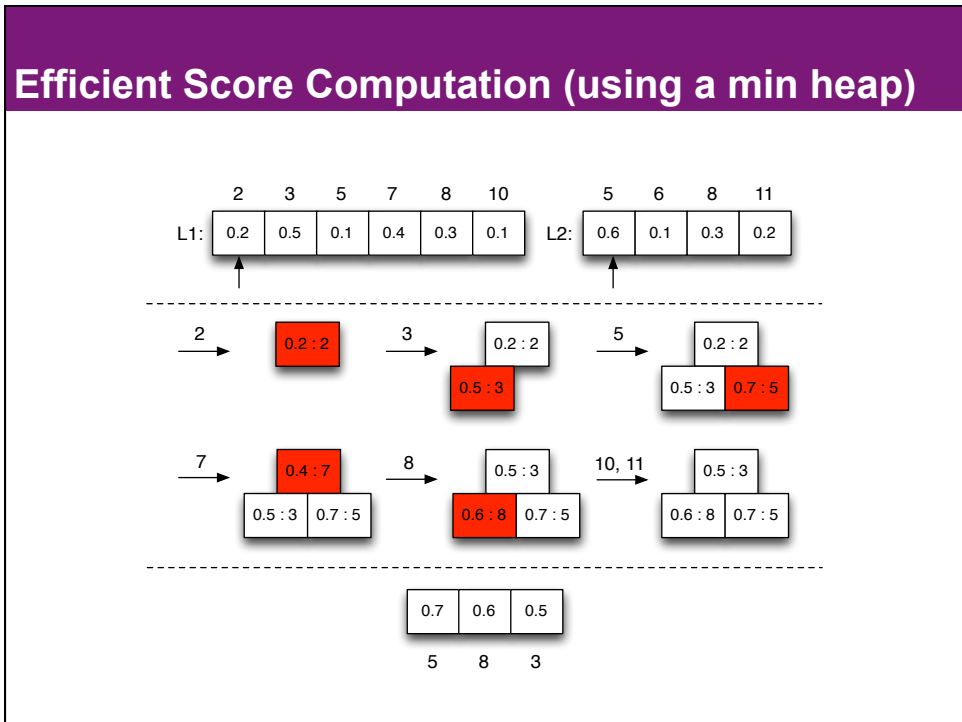 Efficient Score Computation (using a min heap)
2 3 5 7 8 10 5 6 8 11
L1: 0.2 0.5 0.1 0.4 0.3 0.1 L2: 0.6 0.1 0.3 0.2
2 0.2 : 2 3 0.2 : 2 5 0.2 : 2
0.5 : 3 0.5 : 3 0.7 : 5
7 0.4 : 7 8 0.5 : 3 10, 11 0.5 : 3
0.5 : 3 0.7 : 5 0.6 : 8 0.7 : 5 0.6 : 8 0.7 : 5
0.7 0.6 0.5
5 8 3